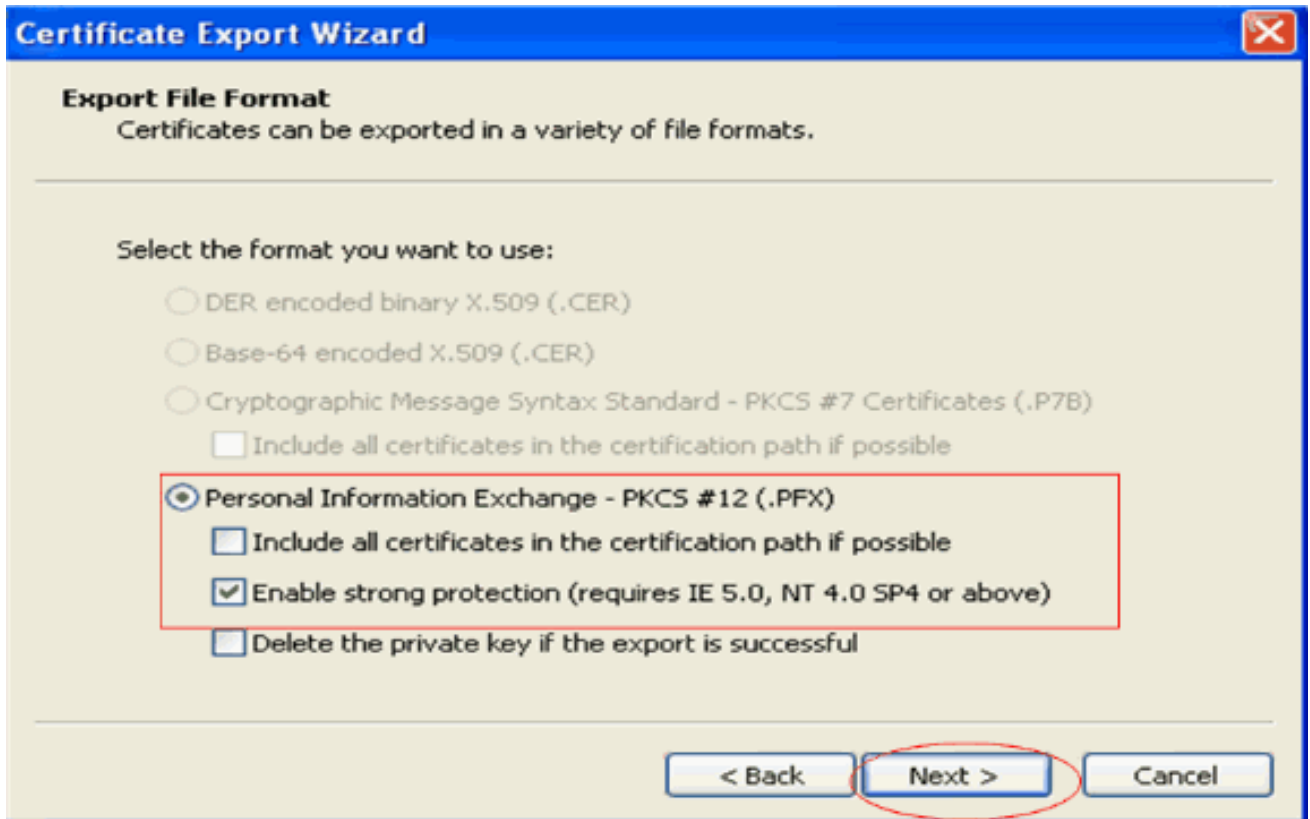 Certificate Export Wizard
Export File Format
Certificates can be exported in a variety of file formats.
Select the format you want to use:
DER encoded binary X.509 (.CER)
Base-64 encoded X.509 (.CER)
Cryptographic Message Syntax Standard - PKCS #7 Certificates (.P7B)
Include all certificates in the certification path if possible
Personal Information Exchange - PKCS #12 (.PFX)
Include all certificates in the certification path if possible
Enable strong protection (requires IE 5.0, NT 4.0 SP4 or above)
Delete the private key if the export is successful
< Back Next > Cancel